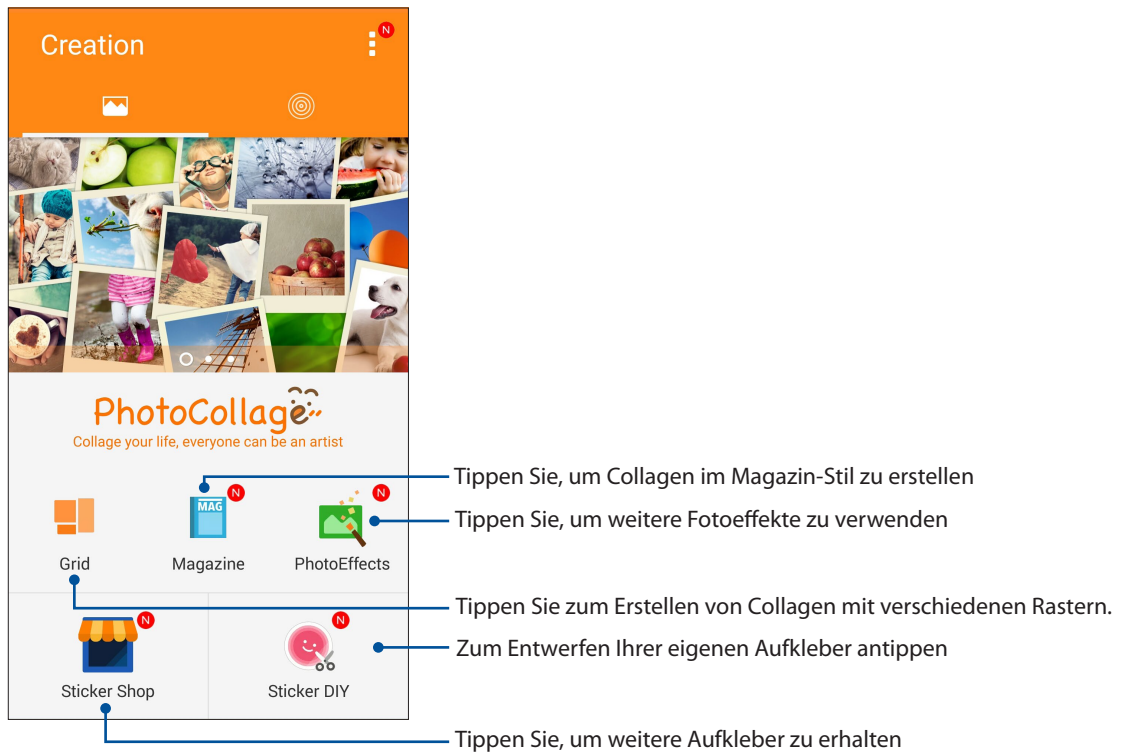 Creation
N
PhotoCollage
Collage your life, everyone can be an artist
Tippen Sie, um Collagen im Magazin-Stil zu erstellen
N
N
MAG
Tippen Sie, um weitere Fotoeffekte zu verwenden
Grid
Magazine
PhotoEffects
Tippen Sie zum Erstellen von Collagen mit verschiedenen Rastern.
N
N
Zum Entwerfen Ihrer eigenen Aufkleber antippen
Sticker Shop
Sticker DIY
Tippen Sie, um weitere Aufkleber zu erhalten